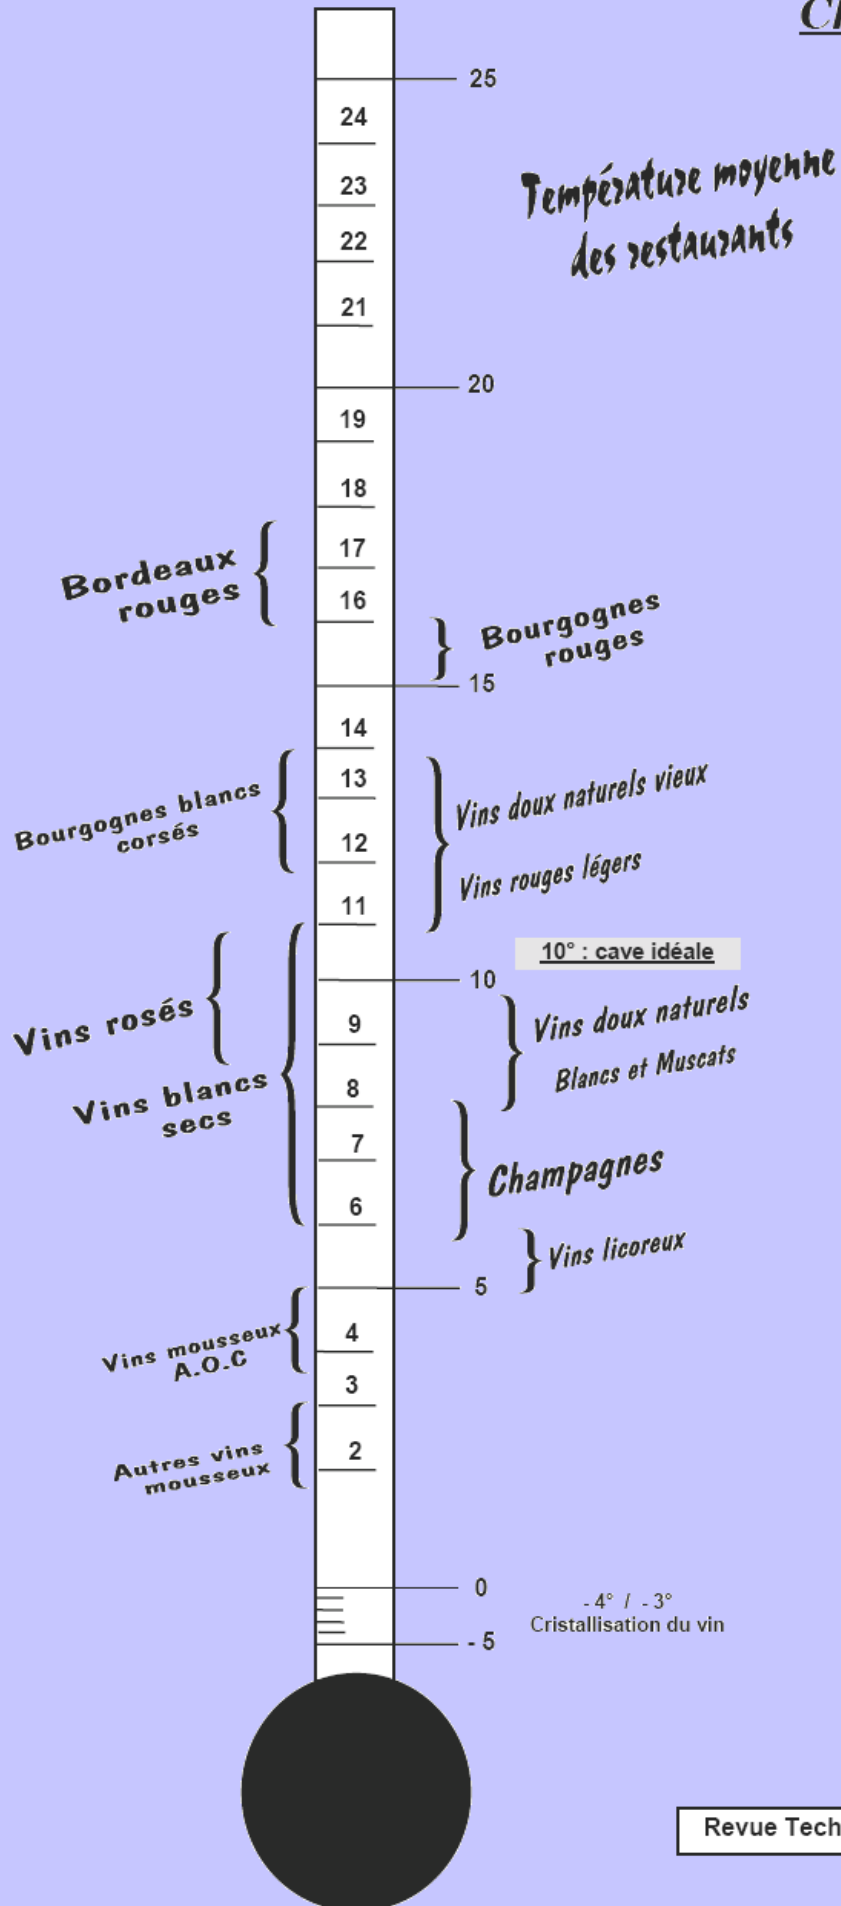 25
24
23
Température moyenne
des restaurants
22
21
20
19
18
17
Bordeaux
rouges
16
Bourgognes
rouges
15
14
13
Bourgognes blancs
corsés
Vins doux naturels vieux
12
Vins rouges légers
11
10° : cave idéale
10
Vins rosés
9
Vins doux naturels
Blancs et Muscats
8
Vins blancs
secs
7
Champagnes
6
Vins licoreux
5
4
Vins mousseux
A.O.C
3
2
Autres vins
mousseux
0
- 4° / - 3°
Cristallisation du vin
- 5
Revue Tech